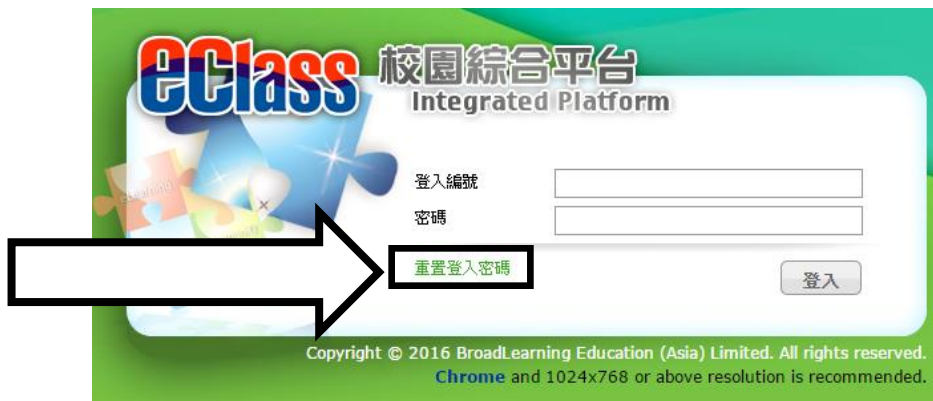 eClass 校園綜合平台
Integrated Platform
eLearning
登入編號
密碼
重置登入密碼
登入
Copyright © 2016 BroadLearning Education (Asia) Limited. All rights reserved.
Chrome and 1024x768 or above resolution is recommended.